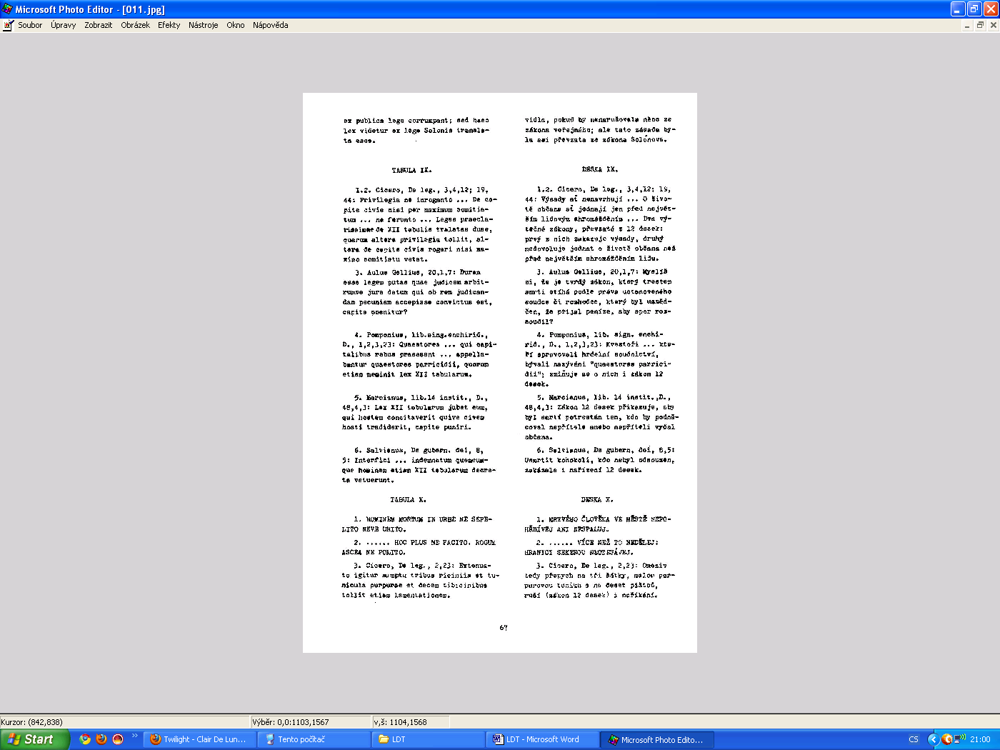 Microsoft Photo Editor - [011.jpg]
Soubor Úpravy Zobrazit Obrázek Efekty Nástroje Okno Nápověda
ex publica lege corrumpant; sed haec
lex videtur ex lege Solonis transla-
ta esse.
TABULA IX.
1.2. Cicero, De leg., 3,4,12; 19,
44: Privilegia ne inroganto ... De ca-
pite civis nisi per maximum comitia-
tum ... ne ferunto ... Leges praecla-
rissimae de XII tabulis tralatae duae,
quarum altera privilegia tollit, al-
tera de capite civis rogari nisi ma-
ximo comitiatu vetat.
3. Aulus Gellius, 20,1,7: Duram
esse legem putas quae judicem arbit-
rumve jure datum qui ob rem judican-
dam pecuniam accepisse convictus est,
capite poenitur?
4. Pomponius, lib.sing.enchirid.,
D., 1,2,3,23: Quaestores ... qui capi-
talibus rebus praeessent ... appella-
bantur quaestores parricidii, quorum
etiam meminit lex XII tabularum.
5. Marcianus, lib.14 instit., D.,
48,4,3: Lex XII tabularum jubet eum,
qui hostem concitaverit quive civem
hosti tradiderit, capite puniri.
6. Salvianus, De gubern. dei, 8,
5: Interfici ... indemnatum quemcum-
que hominem etiam XII tabularum decre-
ta vetuerunt.
TABULA X.
1. HOMINEM MORTUM IN URBE NE SEPE-
LITO NEVE URITO.
2. ...... HOC PLUS NE FACITO. ROGUM
ASCEA NE POLITO.
3. Cicero, De leg., 2,23: Extenua-
to igitur sumptu tribus riciniis et tu-
nicula purpurae et decem tibicinibus
tollit etiam lamentationem.
vidla, pokud by nenarušovala něco ze
zákona veřejného; ale tato zásada by-
la asi převzata ze zákona Solónova.
DESKA IX.
1.2. Cicero, De leg., 3,4,12; 19,
44: Výsady ať nenavrhují ... O živo-
tě občana ať jednají jen před největ-
ším lidovým shromážděním ... Dva vý-
tečné zákony, převzaté z 12 desek:
prvý z nich zakazuje výsady, druhý
nedovoluje jednat o životě občana než
před největším shromážděním lidu.
3. Aulus Gellius, 20,1,7: Myslíš
si, že je tvrdý zákon, který trestem
smrti stíhá podle práva ustanoveného
soudce či rozhodce, který byl usvěd-
čen, že přijal peníze, aby spor roz-
soudil?
4. Pomponius, lib. sign. enchi-
rid., D., 1,2,3,23: Kvestoři ... kte-
ří spravovali hrdelní soudnictví,
bývali nazýváni "quaestores parrici-
dii"; zmiňuje se o nich i zákon 12
desek.
5. Marcianus, lib. 14 instit.,D.,
48,4,3: Zákon 12 desek přikazuje, aby
byl smrtí potrestán ten, kdo by podně-
coval nepřítele anebo nepříteli vydal
občana.
6. Salvianus, De gubern, dei, 8,5:
Usmrtit kohokoli, kdo nebyl odsouzen,
zakázala i nařízení 12 desek.
DESKA X.
1. MRTVÉHO ČLOVĚKA VE MĚSTĚ NEPO-
HŘBÍVEJ ANI NESPALUJ.
2. ...... VÍCE NEŽ TO NEDĚLEJ:
HRANICI SEKEROU NEOTESÁVEJ.
3. Cicero, De leg., 2,23: Omeziv
tedy přepych na tři šátky, malou pur-
purovou tuniku a na deset pištců,
ruší (zákon 12 desek) i naříkání.
67
Kurzor: (842,838) Výběr: 0,0:1103,1567 v,š: 1104,1568
Start Twilight - Clair De Lun... Tento počítač LDT LDT - Microsoft Word Microsoft Photo Edito... CS 21:00